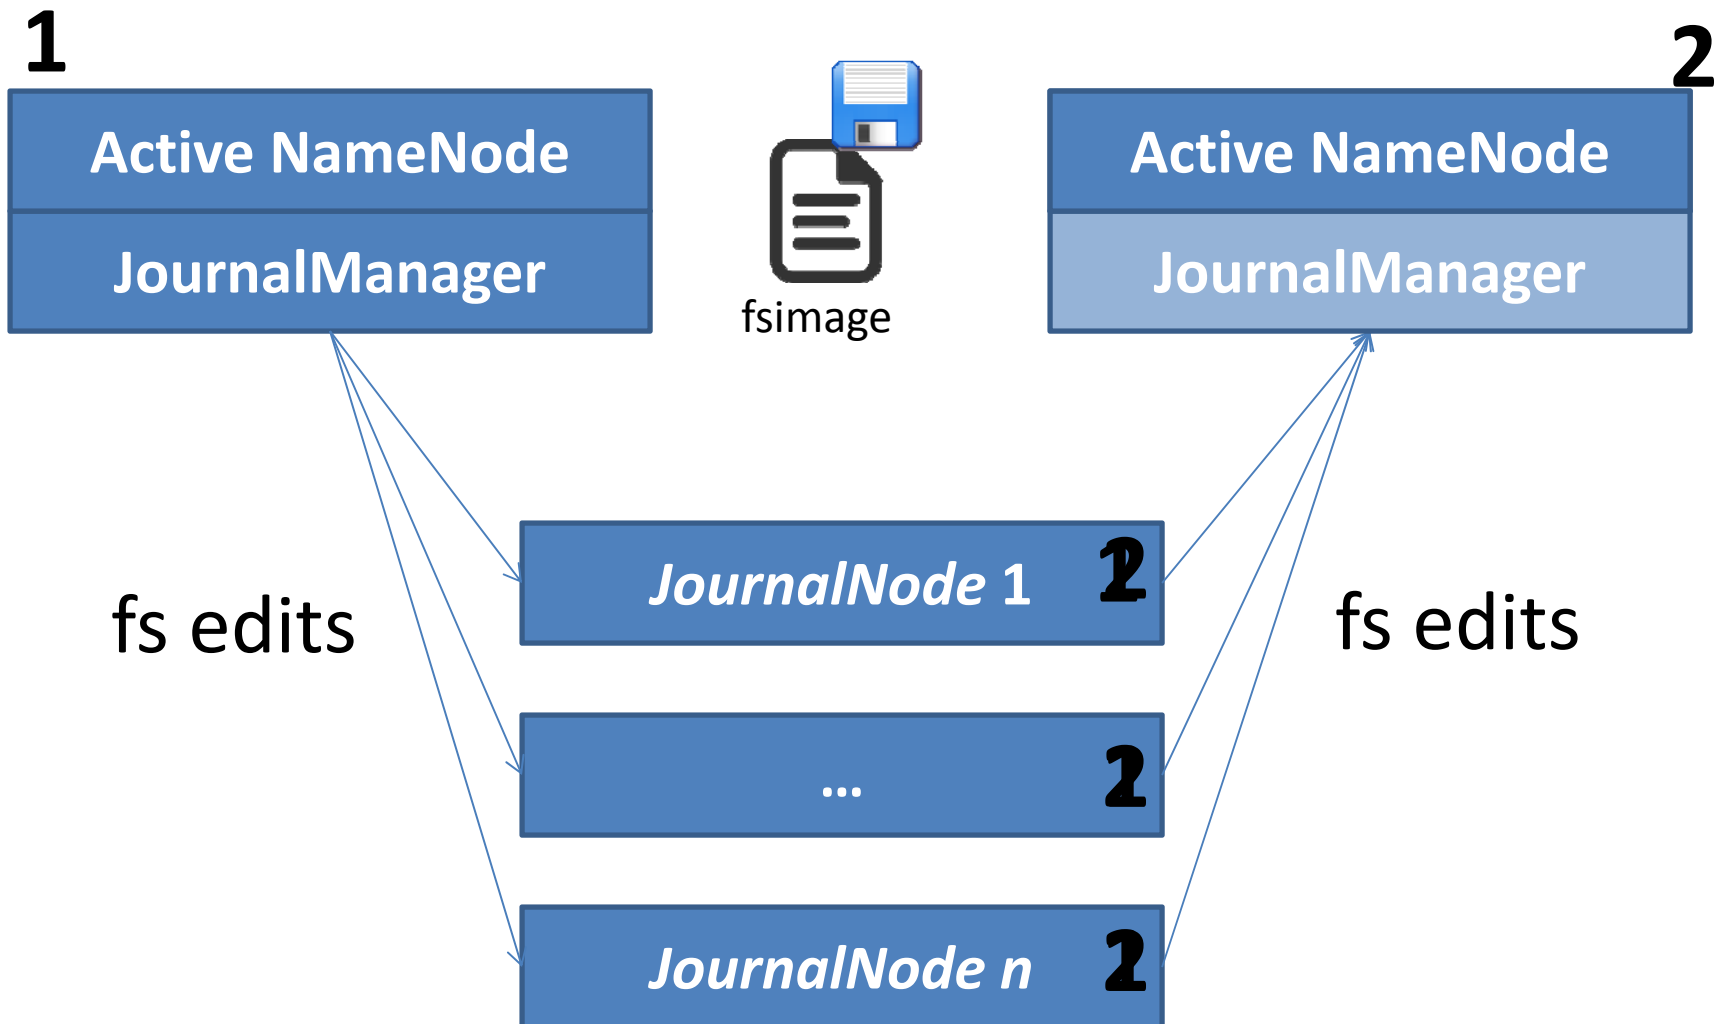 1
2
Active NameNode
Active NameNode
JournalManager
JournalManager
fsimage
JournalNode 1
fs edits
fs edits
...
JournalNode n